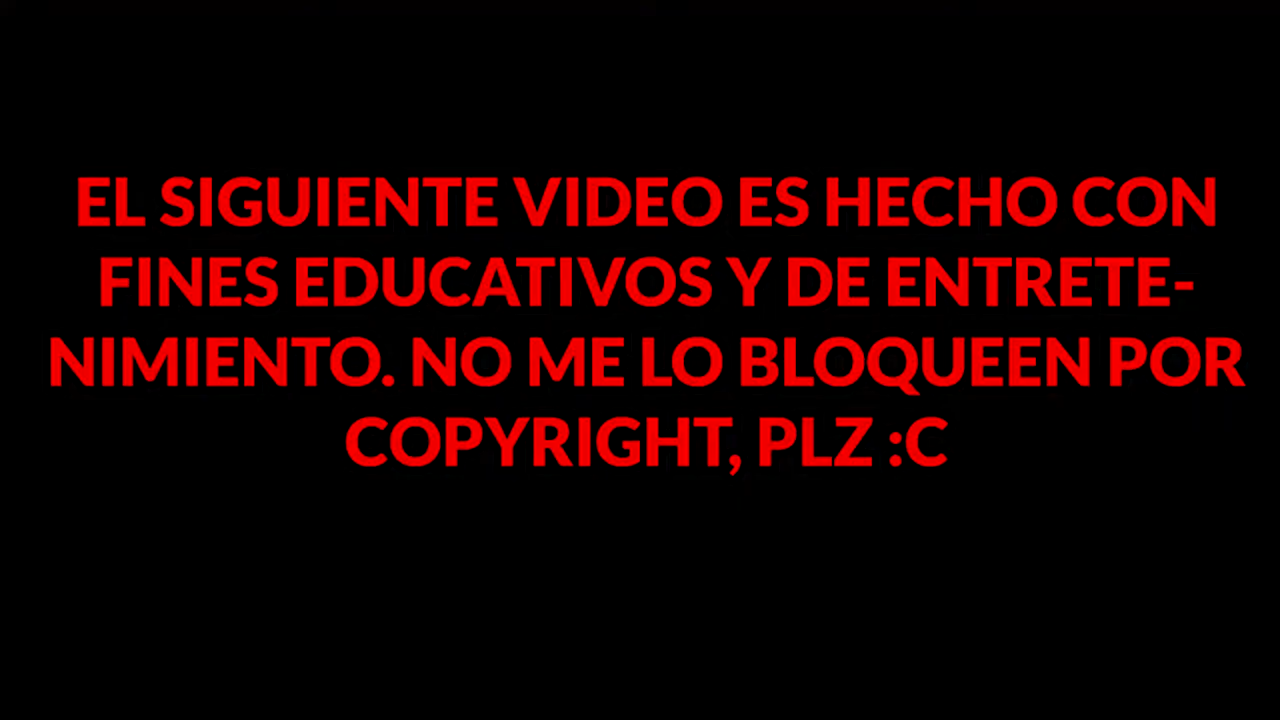 EL SIGUIENTE VIDEO ES HECHO CON
FINES EDUCATIVOS Y DE ENTRETE-
NIMIENTO. NO ME LO BLOQUEEN POR
COPYRIGHT, PLZ :C